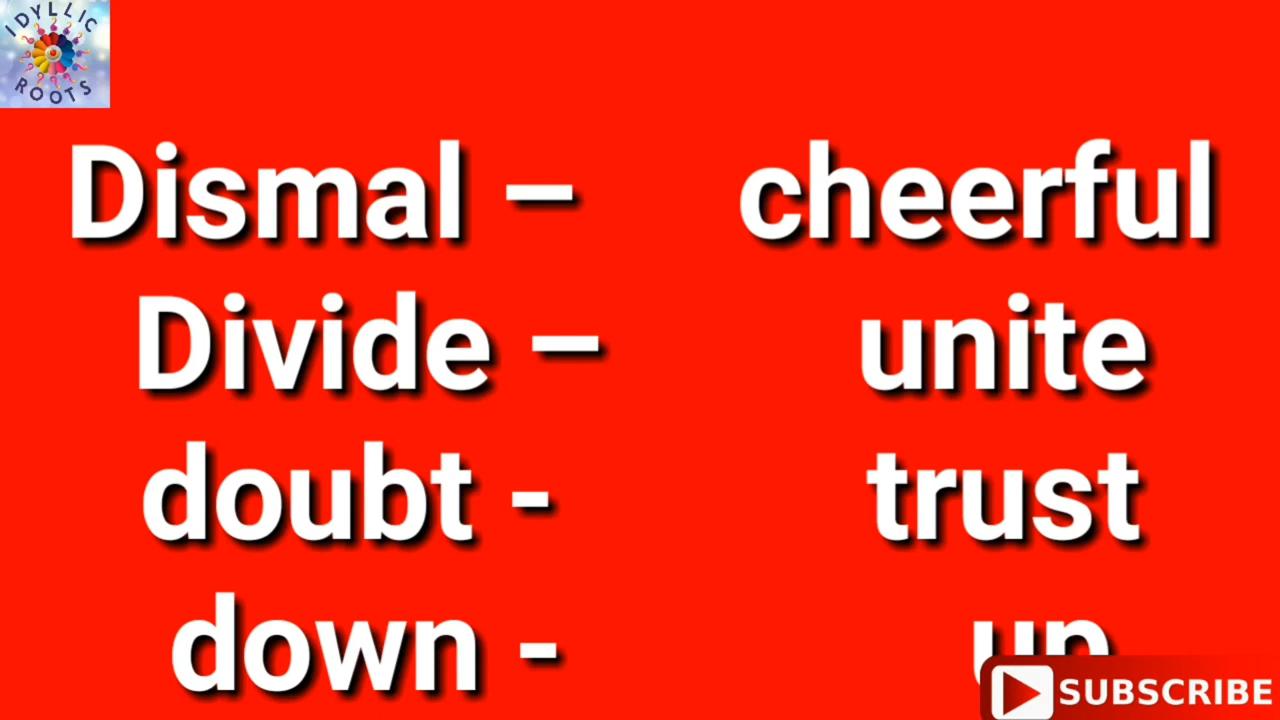 IDYLLIC
ROOTS
Dismal – cheerful
Divide – unite
doubt - trust
down - up
SUBSCRIBE